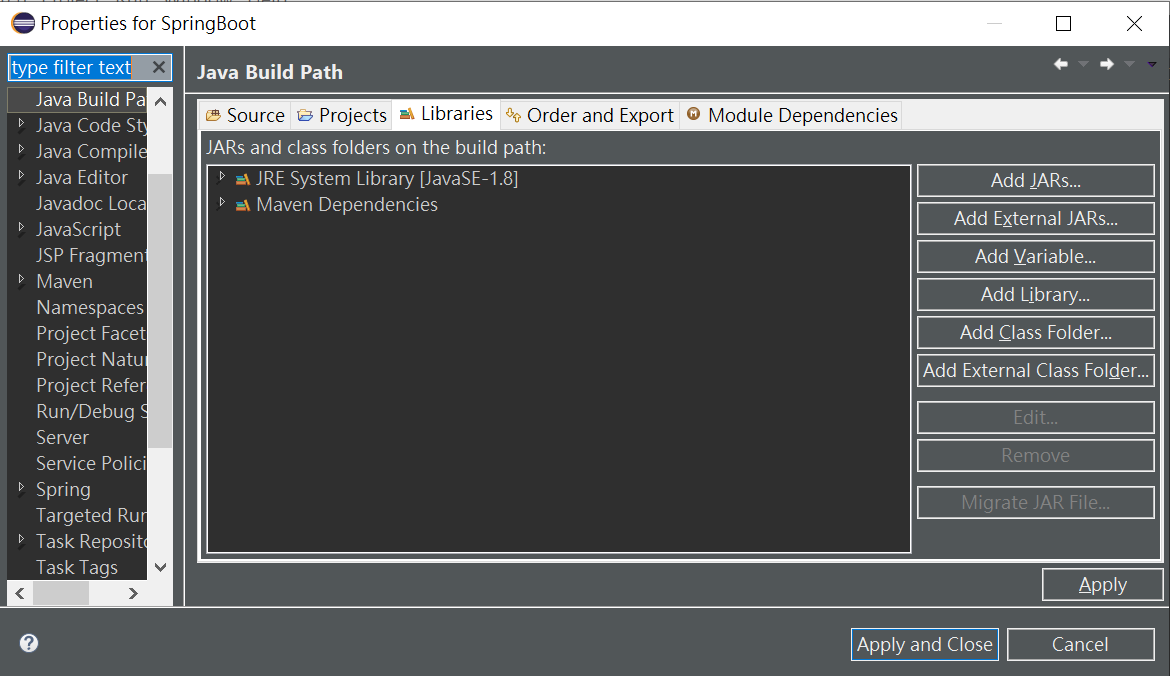 Properties for SpringBoot
type filter text
Java Build Pa
Java Code Sty
Java Compile
Java Editor
Javadoc Loca
JavaScript
JSP Fragment
Maven
Namespaces
Project Facet
Project Natur
Project Refer
Run/Debug S
Server
Service Polici
Spring
Targeted Run
Task Reposito
Task Tags
Java Build Path
Source
Projects
Libraries
Order and Export
Module Dependencies
JARs and class folders on the build path:
JRE System Library [JavaSE-1.8]
Maven Dependencies
Add JARs...
Add External JARs...
Add Variable...
Add Library...
Add Class Folder...
Add External Class Folder...
Edit...
Remove
Migrate JAR File...
Apply
Apply and Close
Cancel